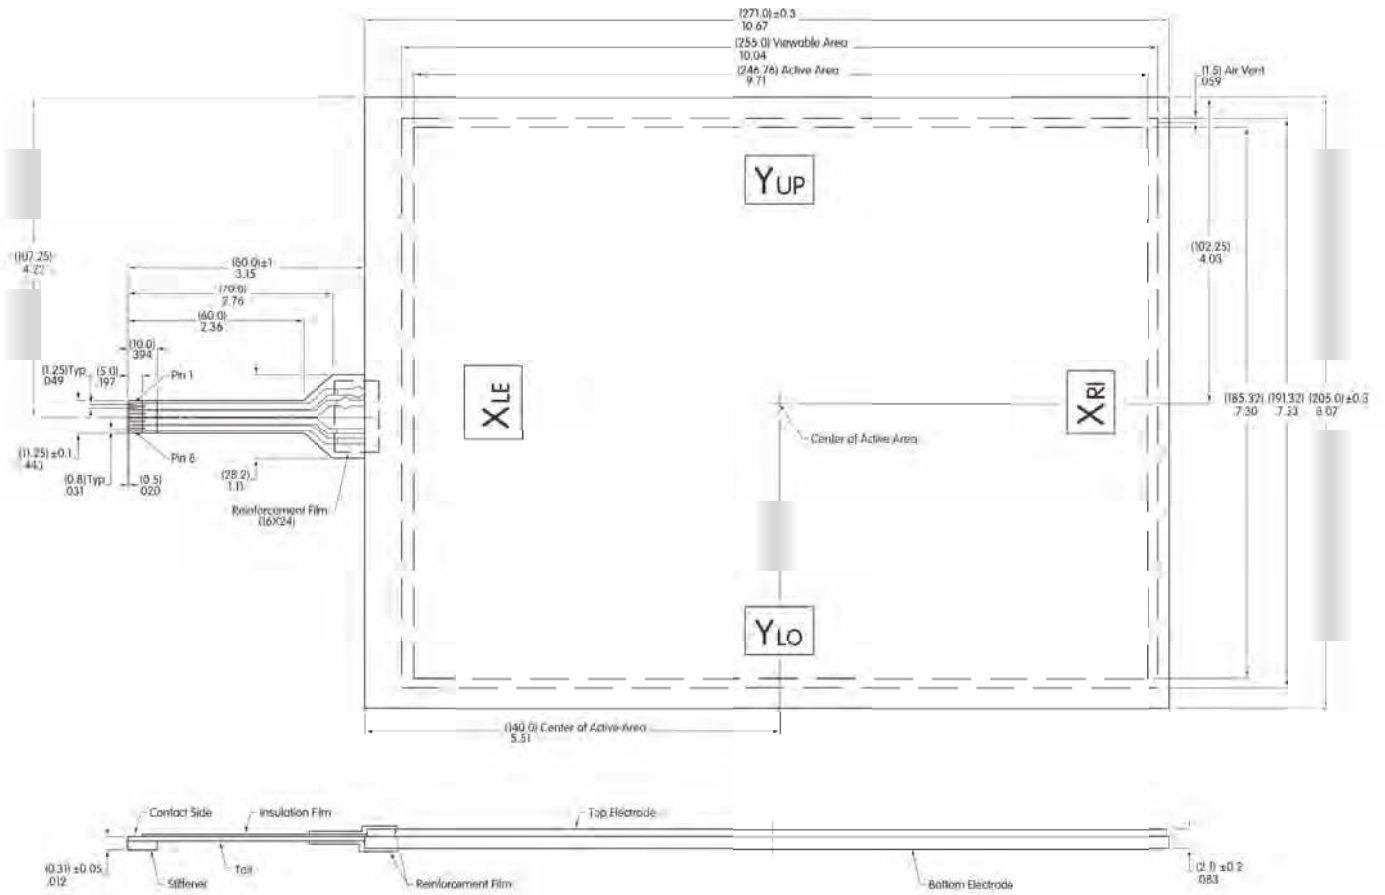 (271.0)±0.3
10.67
(255.0) Viewable Area
10.04
(246.76) Active Area
9.71
(1.5) Air Vent
.059
YUP
(107.25)
4.22
(102.25)
4.03
(80.0)±1
3.15
(70.0)
2.76
(60.0)
2.36
(10.0)
.394
(1.25)Typ
.049
(5.0)
.197
Pin 1
XLE
XRI
(185.32) (191.32) (205.0)±0.3
7.30 7.53 8.07
Center of Active Area
(11.25)±0.1
.443
Pin 8
(0.8)Typ
.031
(0.5)
.020
(28.2)
1.11
Reinforcement Film
(16X24)
YLO
(140.0) Center of Active Area
5.51
Contact Side
Insulation Film
Top Electrode
(0.31)±0.05
.012
Tail
Stiffener
Reinforcement Film
Bottom Electrode
(2.1)±0.2
.083